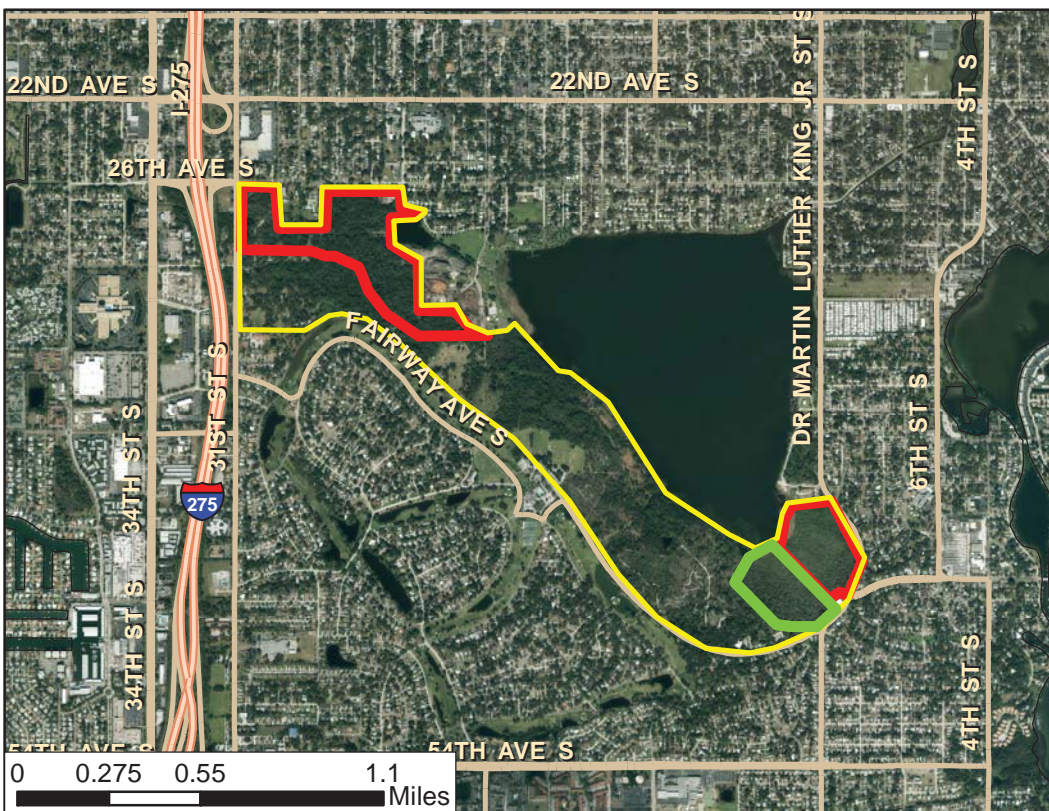 22ND AVE S
22ND AVE S
I-275
26TH AVE S
DR MARTIN LUTHER KING JR ST S
4TH ST S
FAIRWAY AVE S
31ST ST S
34TH ST S
6TH ST S
275
34TH ST S
4TH ST S
54TH AVE S
54TH AVE S
0 0.275 0.55 1.1
Miles